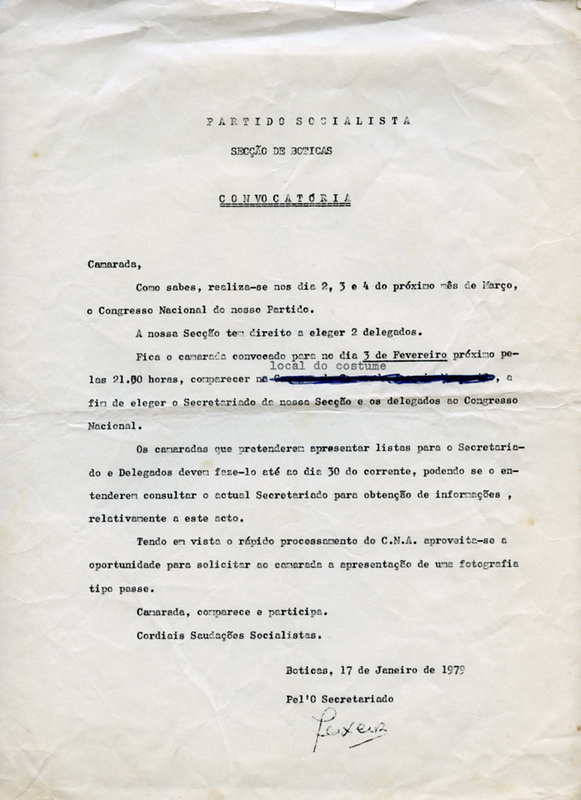 PARTIDO SOCIALISTA
SECÇÃO DE BOTICAS
CONVOCATÓRIA
Camarada,
Como sabes, realiza-se nos dia 2, 3 e 4 do próximo mês de Março,
o Congresso Nacional do nosso Partido.
A nossa Secção tem direito a eleger 2 delegados.
Fica o camarada convocado para no dia 3 de Fevereiro próximo pe-
local do costume
las 21.00 horas, comparecer na , a
fim de eleger o Secretariado da nossa Secção e os delegados ao Congresso
Nacional.
Os camaradas que pretenderem apresentar listas para o Secretaria-
do e Delegados devem faze-lo até ao dia 30 do corrente, podendo se o en-
tenderem consultar o actual Secretariado para obtenção de informações ,
relativamente a este acto.
Tendo em vista o rápido processamento do C.N.A. aproveita-se a
oportunidade para solicitar ao camarada a apresentação de uma fotografia
tipo passe.
Camarada, comparece e participa.
Cordiais Saudações Socialistas.
Boticas, 17 de Janeiro de 1979
Pel'O Secretariado